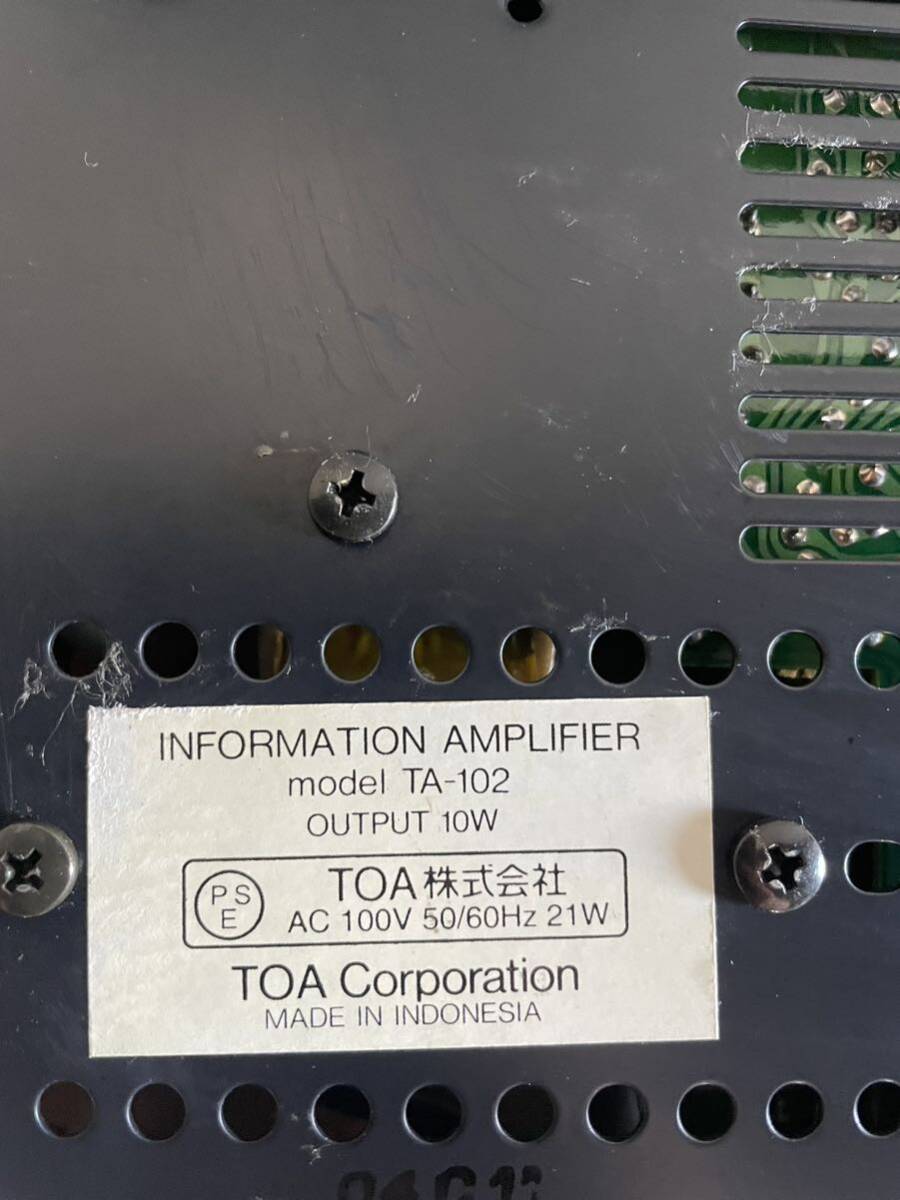 INFORMATION AMPLIFIER
model TA-102
OUTPUT 10W
PS
E
TOA株式会社
AC 100V 50/60Hz 21W
TOA Corporation
MADE IN INDONESIA